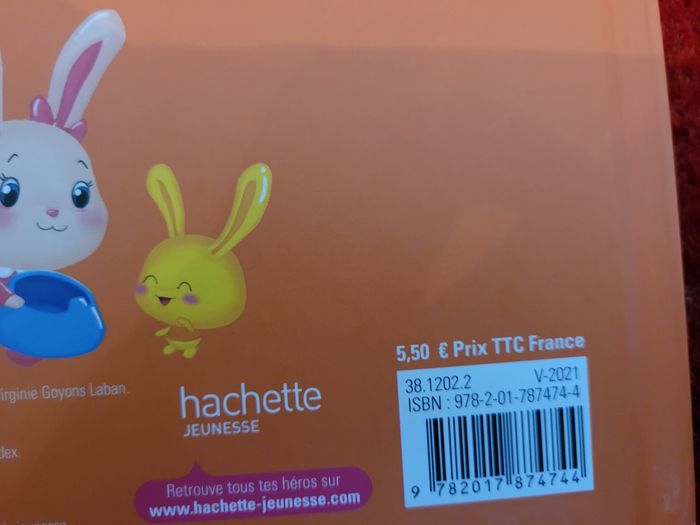 5,50 € Prix TTC France
38.1202.2 V-2021
ISBN : 978-2-01-787474-4
9 782017 874744
Virginie Goyons Laban.
hachette
JEUNESSE
dex.
Retrouve tous tes héros sur
www.hachette-jeunesse.com